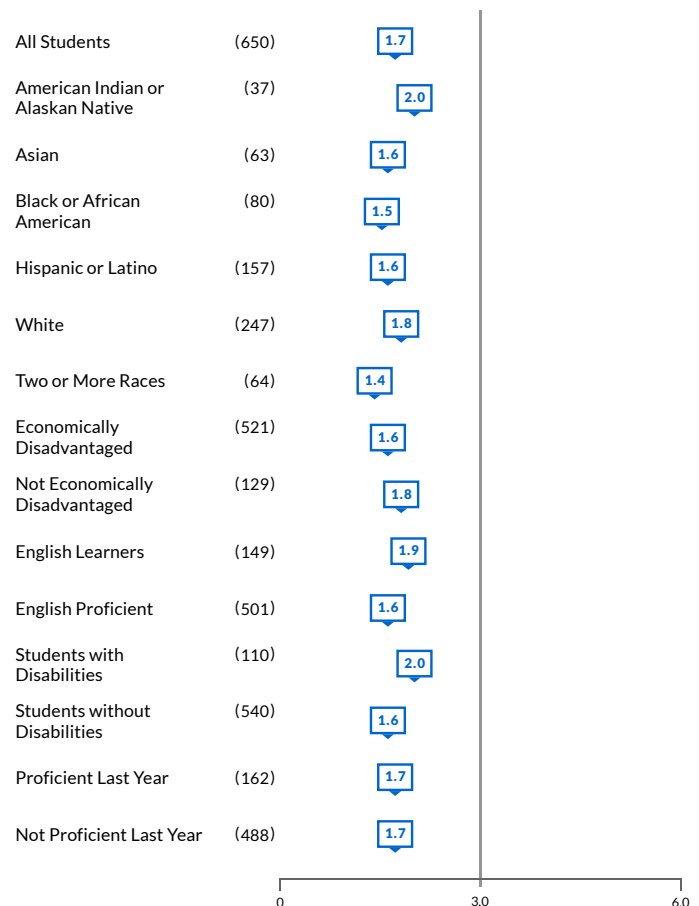 All Students (650) 1.7
American Indian or (37)
Alaskan Native 2.0
Asian (63) 1.6
Black or African (80)
American 1.5
Hispanic or Latino (157) 1.6
White (247) 1.8
Two or More Races (64) 1.4
Economically (521)
Disadvantaged 1.6
Not Economically (129)
Disadvantaged 1.8
English Learners (149) 1.9
English Proficient (501) 1.6
Students with (110)
Disabilities 2.0
Students without (540)
Disabilities 1.6
Proficient Last Year (162) 1.7
Not Proficient Last Year (488) 1.7
0 3.0 6.0